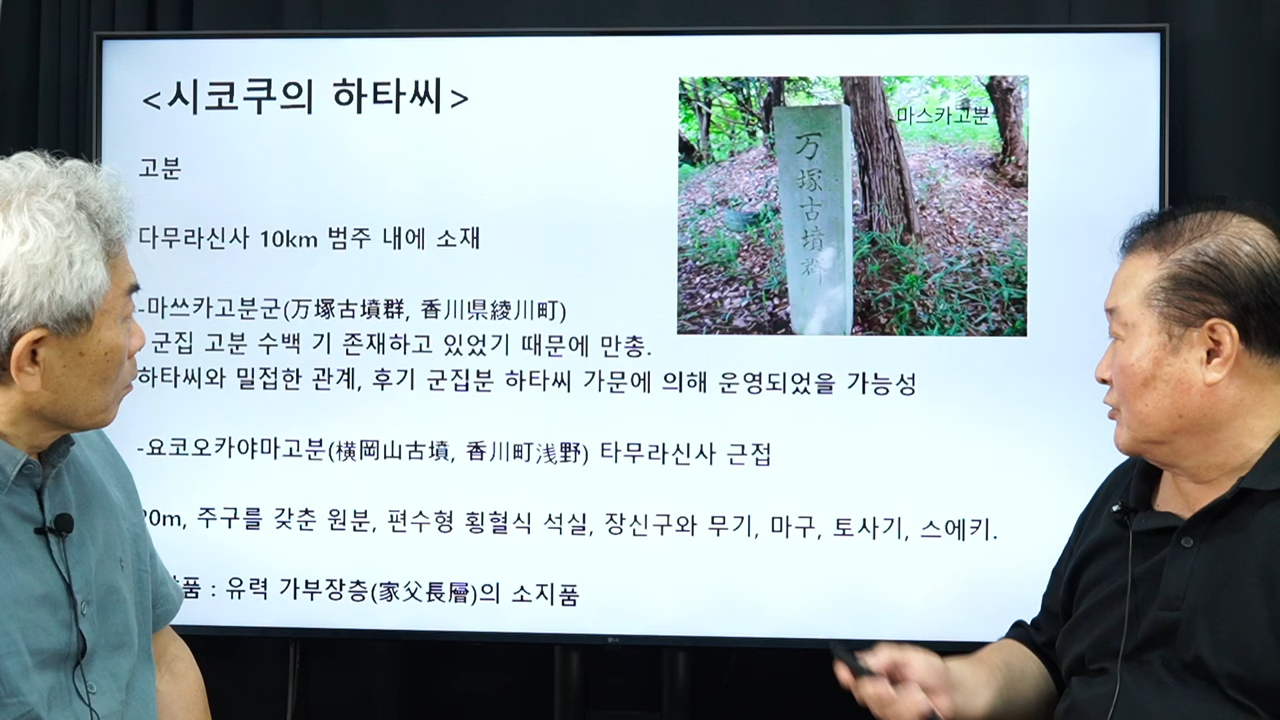 <시코쿠의 하타씨>
고분
다무라신사 10km 범주 내에 소재
-마쓰카고분군(万塚古墳群, 香川県綾川町)
군집 고분 수백 기 존재하고 있었기 때문에 만총.
하타씨와 밀접한 관계, 후기 군집분 하타씨 가문에 의해 운영되었을 가능성
-요코오카야마고분(横岡山古墳, 香川町浅野) 타무라신사 근접
주구를 갖춘 원분, 편수형 횡혈식 석실, 장신구와 무기, 마구, 토사기, 스에키.
: 유력 가부장층(家父長層)의 소지품
마스카고분
万塚古墳群
LG